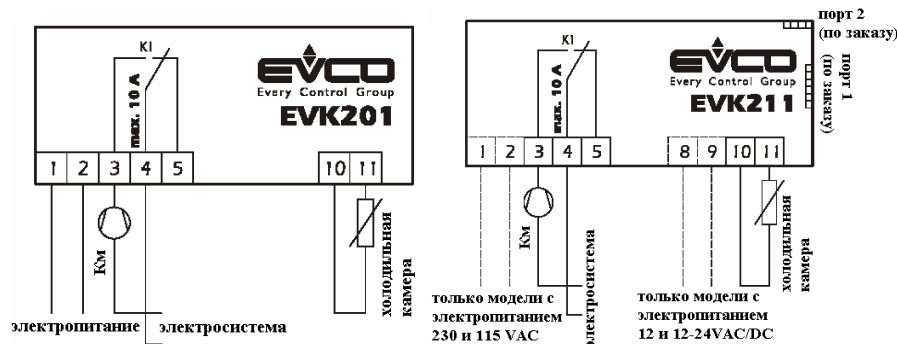 K1
max. 10 A
EVCO
Every Control Group
EVK201
1 2 3 4 5
10 11
Км
холодильная
камера
электропитание
электросистема
порт 2
(по заказу)
порт 1
(по заказу)
K1
max. 10 A
EVCO
Every Control Group
EVK211
1 2 3 4 5
8 9 10 11
Км
электросистема
холодильная
камера
только модели с
электропитанием
230 и 115 VAC
только модели с
электропитанием
12 и 12-24VAC/DC